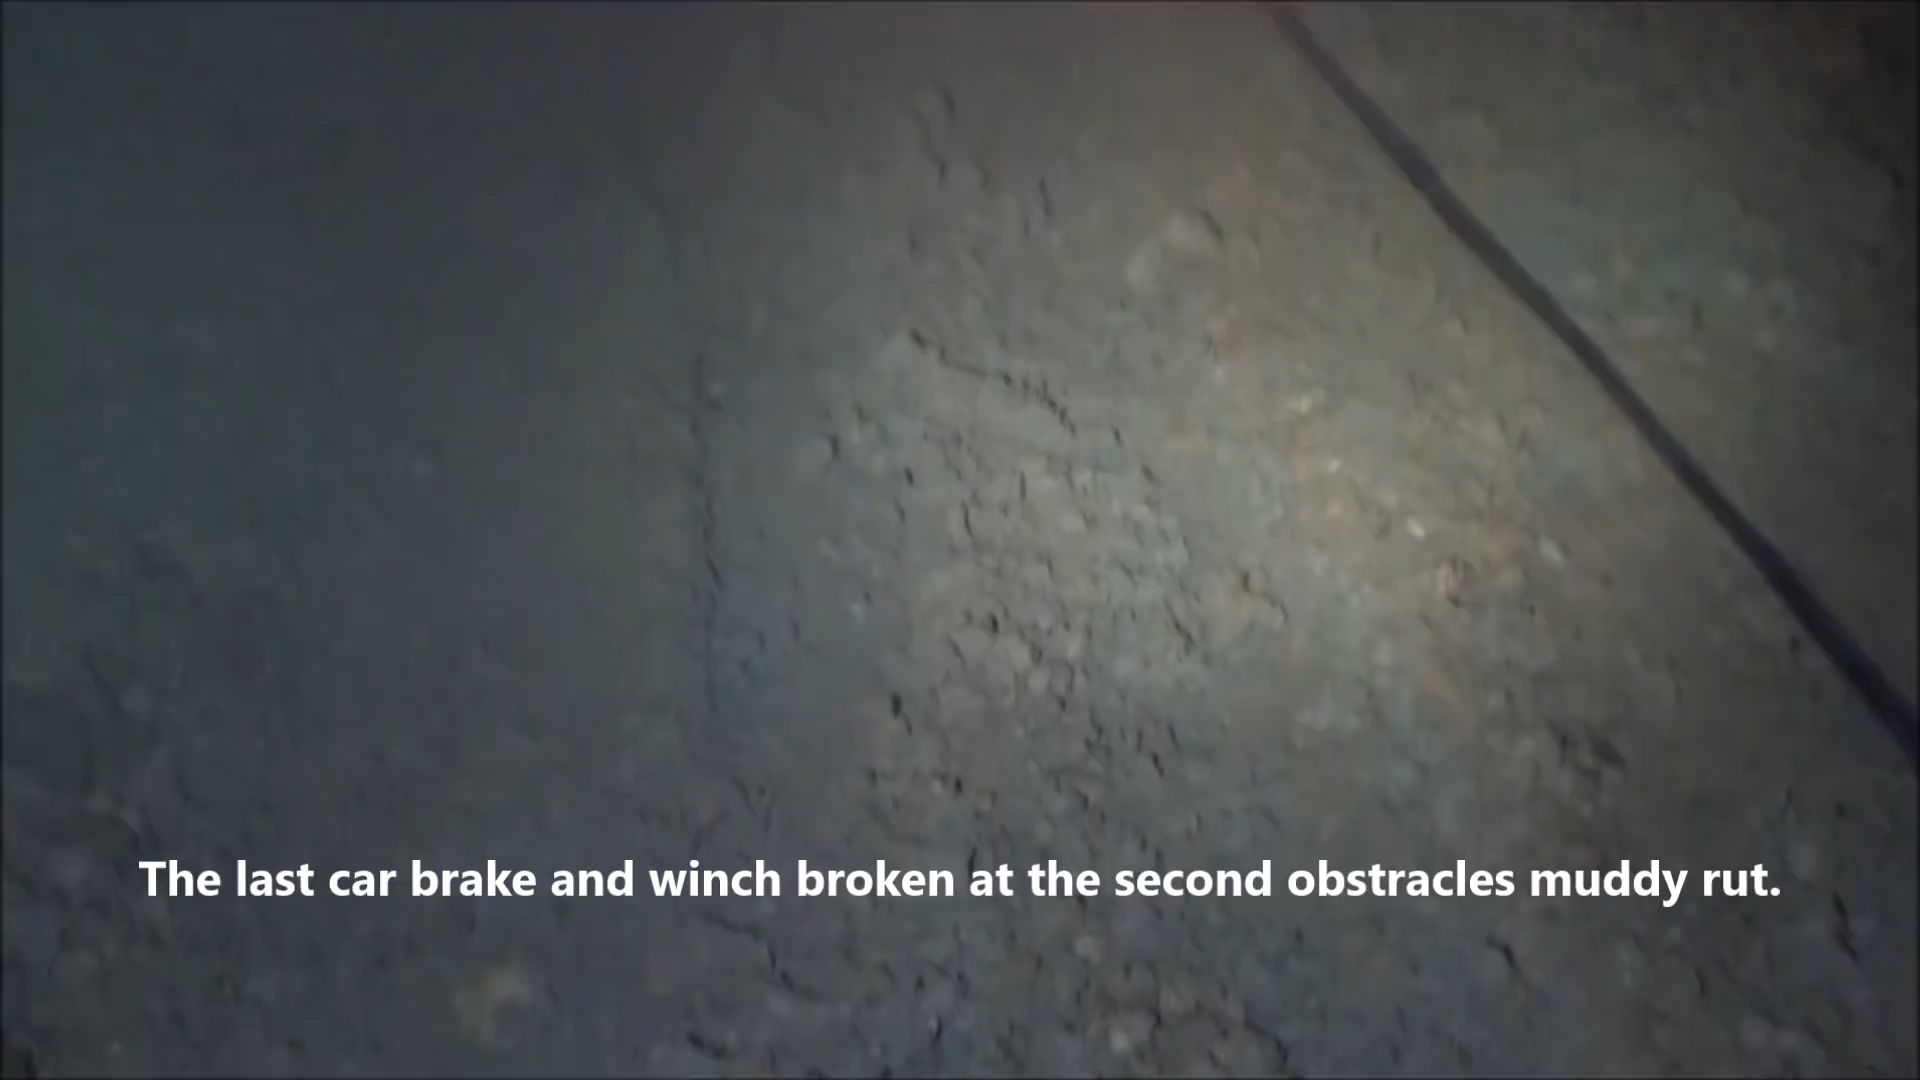 The last car brake and winch broken at the second obstracles muddy rut.